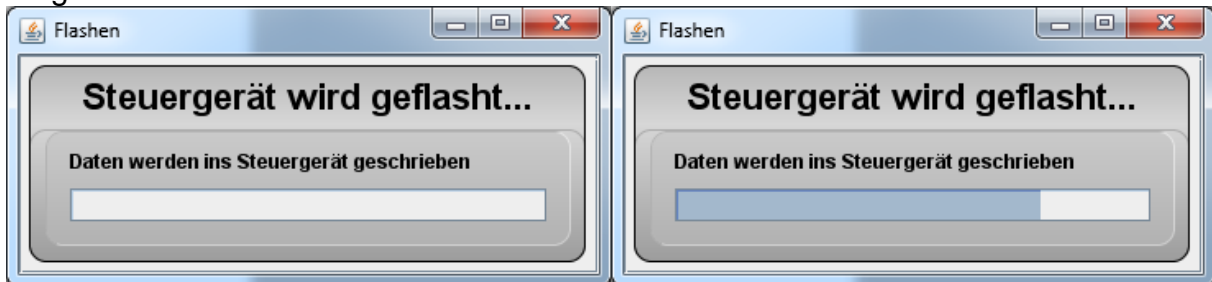 Flashen
Steuergerät wird geflasht...
Daten werden ins Steuergerät geschrieben
Flashen
Steuergerät wird geflasht...
Daten werden ins Steuergerät geschrieben